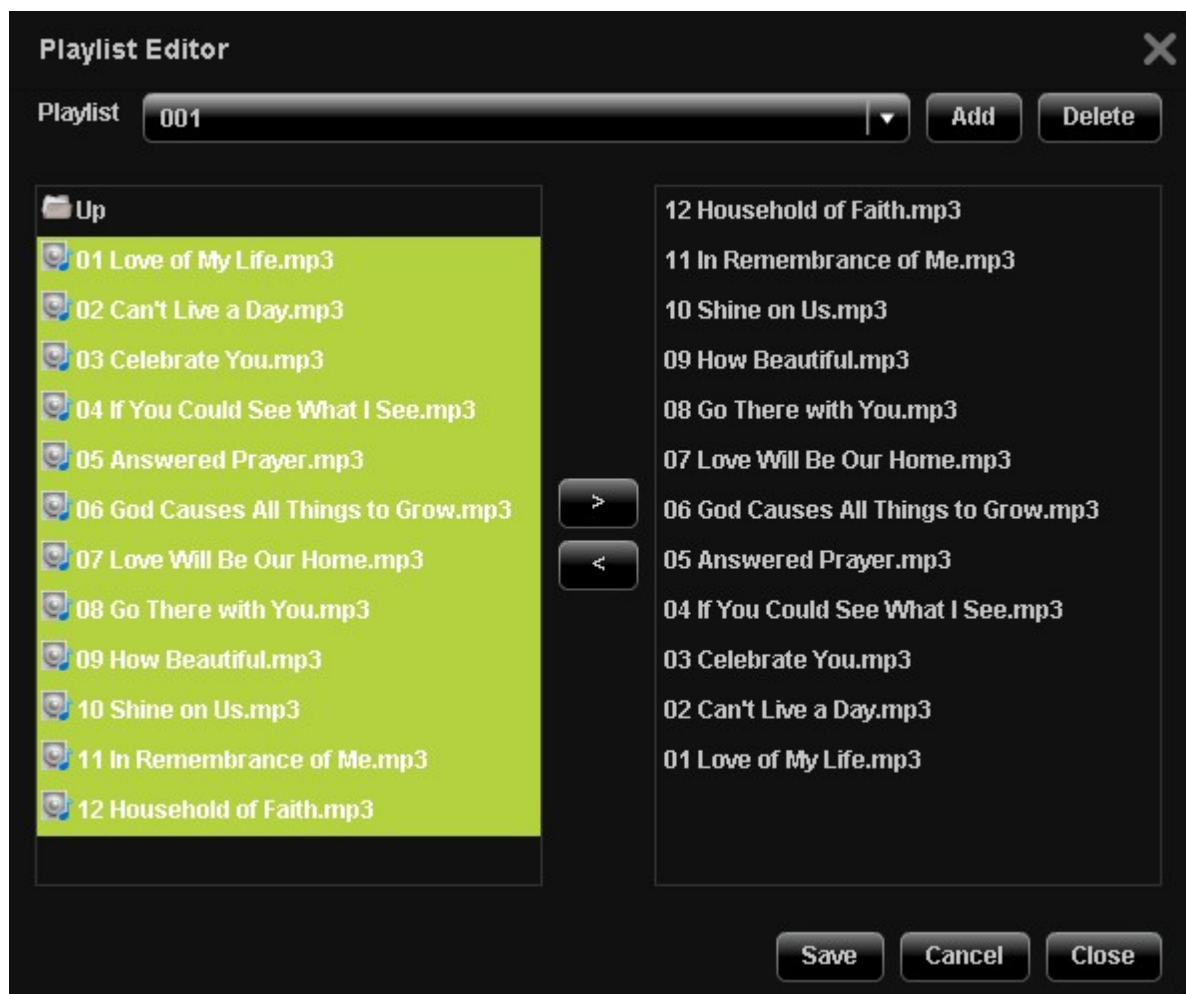 Playlist Editor
Playlist 001 Add Delete
Up
01 Love of My Life.mp3
02 Can't Live a Day.mp3
03 Celebrate You.mp3
04 If You Could See What I See.mp3
05 Answered Prayer.mp3
06 God Causes All Things to Grow.mp3
07 Love Will Be Our Home.mp3
08 Go There with You.mp3
09 How Beautiful.mp3
10 Shine on Us.mp3
11 In Remembrance of Me.mp3
12 Household of Faith.mp3
>
<
12 Household of Faith.mp3
11 In Remembrance of Me.mp3
10 Shine on Us.mp3
09 How Beautiful.mp3
08 Go There with You.mp3
07 Love Will Be Our Home.mp3
06 God Causes All Things to Grow.mp3
05 Answered Prayer.mp3
04 If You Could See What I See.mp3
03 Celebrate You.mp3
02 Can't Live a Day.mp3
01 Love of My Life.mp3
Save Cancel Close